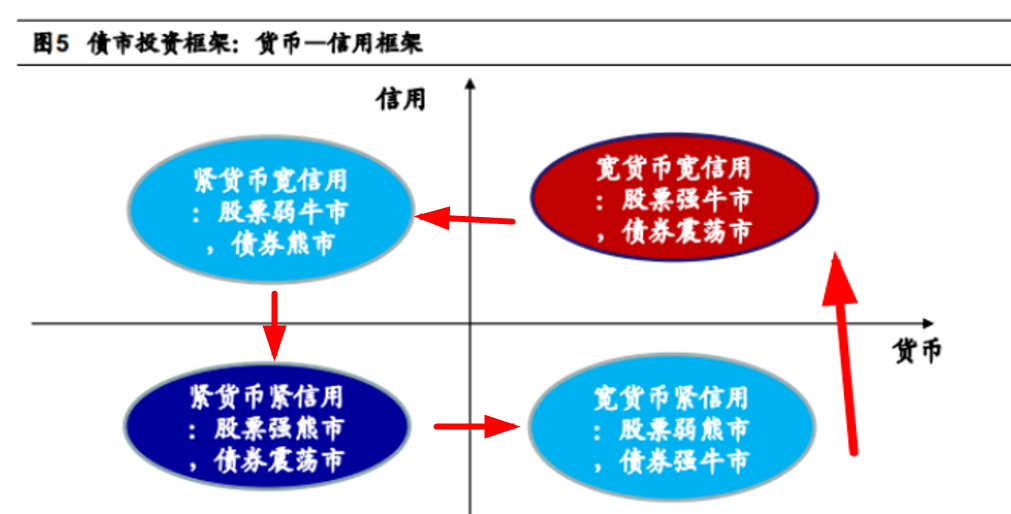 图5 债市投资框架：货币—信用框架
信用
紧货币宽信用
：股票弱牛市
，债券熊市
宽货币宽信用
：股票强牛市
，债券震荡市
货币
紧货币紧信用
：股票强熊市
，债券震荡市
宽货币紧信用
：股票弱熊市
，债券强牛市